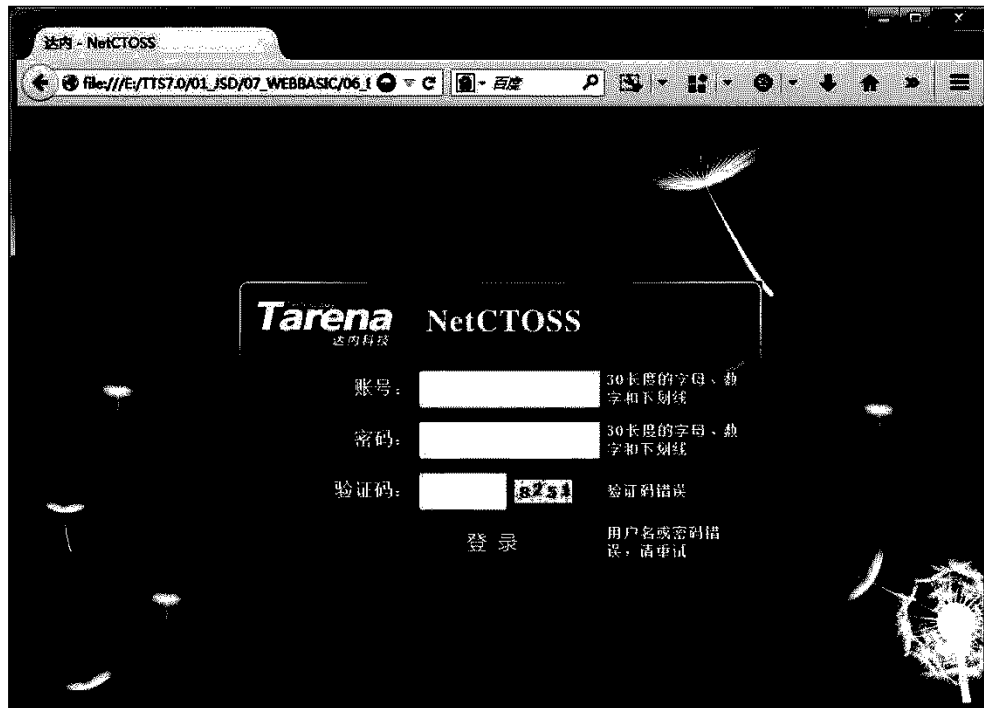 达内 - NetCTOSS
file:///E:/TTS7.0/01_JSD/07_WEBBASIC/06_
百度
Tarena NetCTOSS
达内科技
账号：
30长度的字母、数
字和下划线
密码：
30长度的字母、数
字和下划线
验证码：
验证码错误
登 录
用户名或密码错
误，请重试